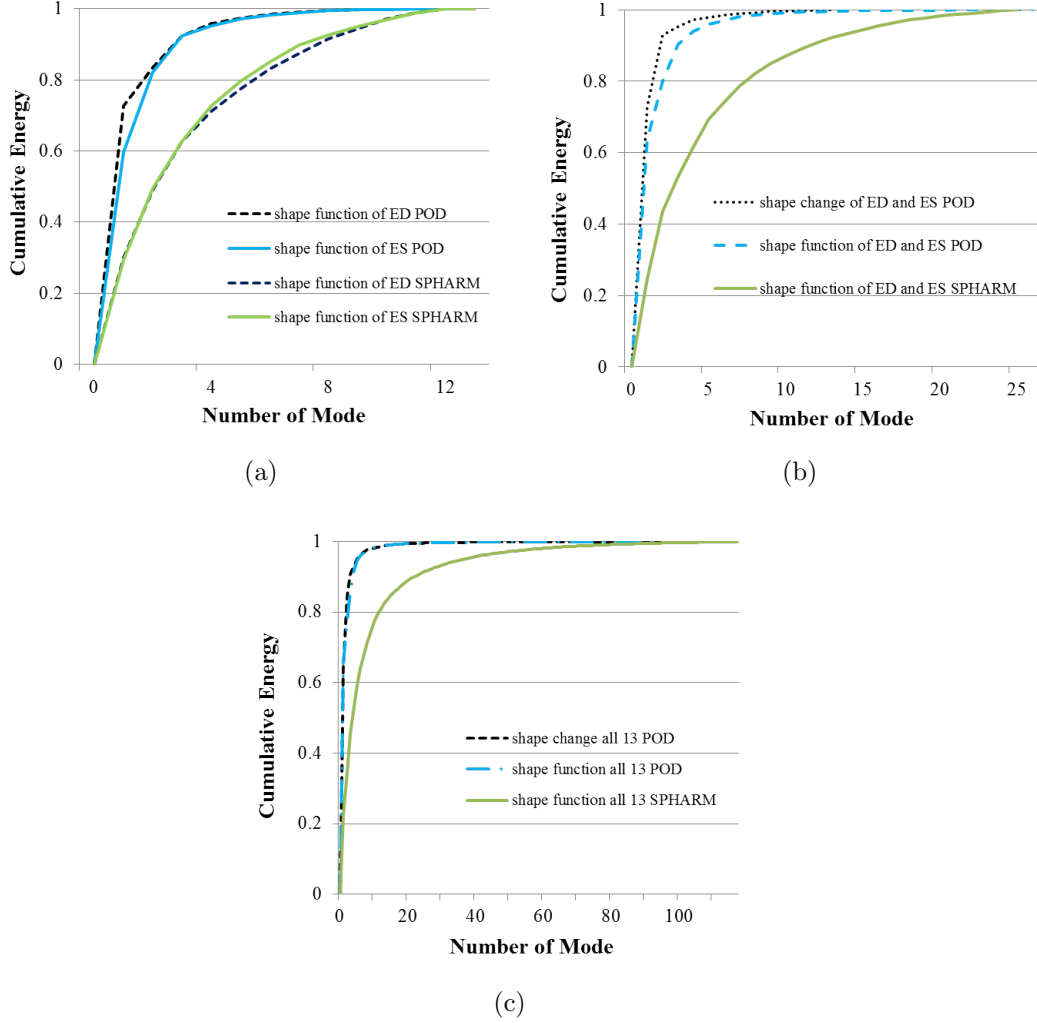 1
0.8
0.6
0.4
0.2
0
Cumulative Energy
shape function of ED POD
shape function of ES POD
shape function of ED SPHARM
shape function of ES SPHARM
0 4 8 12
Number of Mode
(a)
1
0.8
0.6
0.4
0.2
0
Cumulative Energy
shape change of ED and ES POD
shape function of ED and ES POD
shape function of ED and ES SPHARM
0 5 10 15 20 25
Number of Mode
(b)
1
0.8
0.6
0.4
0.2
0
Cumulative Energy
shape change all 13 POD
shape function all 13 POD
shape function all 13 SPHARM
0 20 40 60 80 100
Number of Mode
(c)